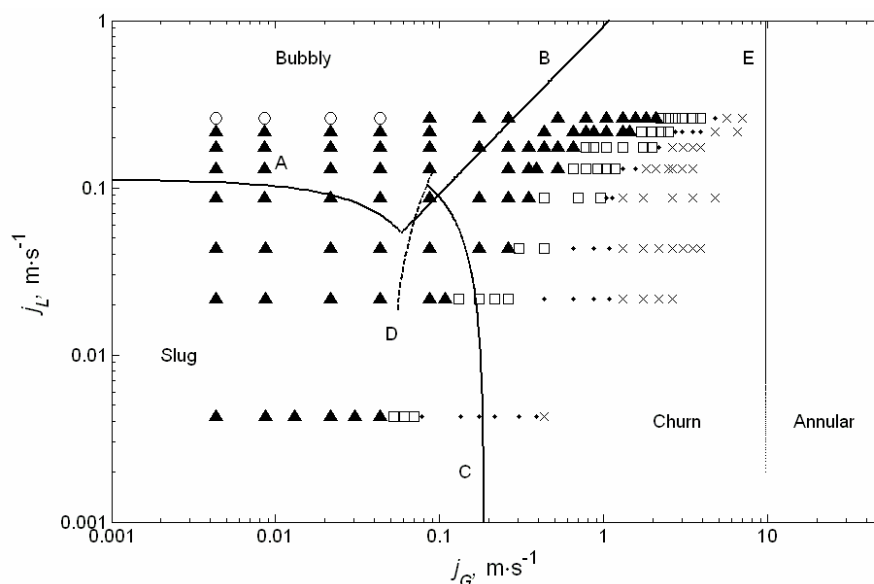 1
Bubbly
B
E
A
0.1
j_L, m·s^-1
D
0.01
Slug
Churn
Annular
C
0.001
0.001
0.01
0.1
1
10
j_G, m·s^-1